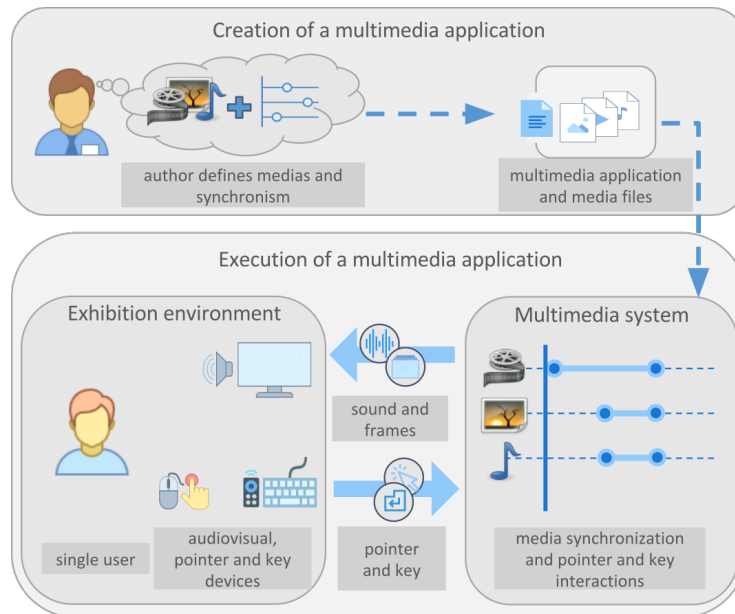 Creation of a multimedia application
author defines medias and
synchronism
multimedia application
and media files
Execution of a multimedia application
Exhibition environment
Multimedia system
sound and
frames
single user
audiovisual,
pointer and key
devices
pointer
and key
media synchronization
and pointer and key
interactions